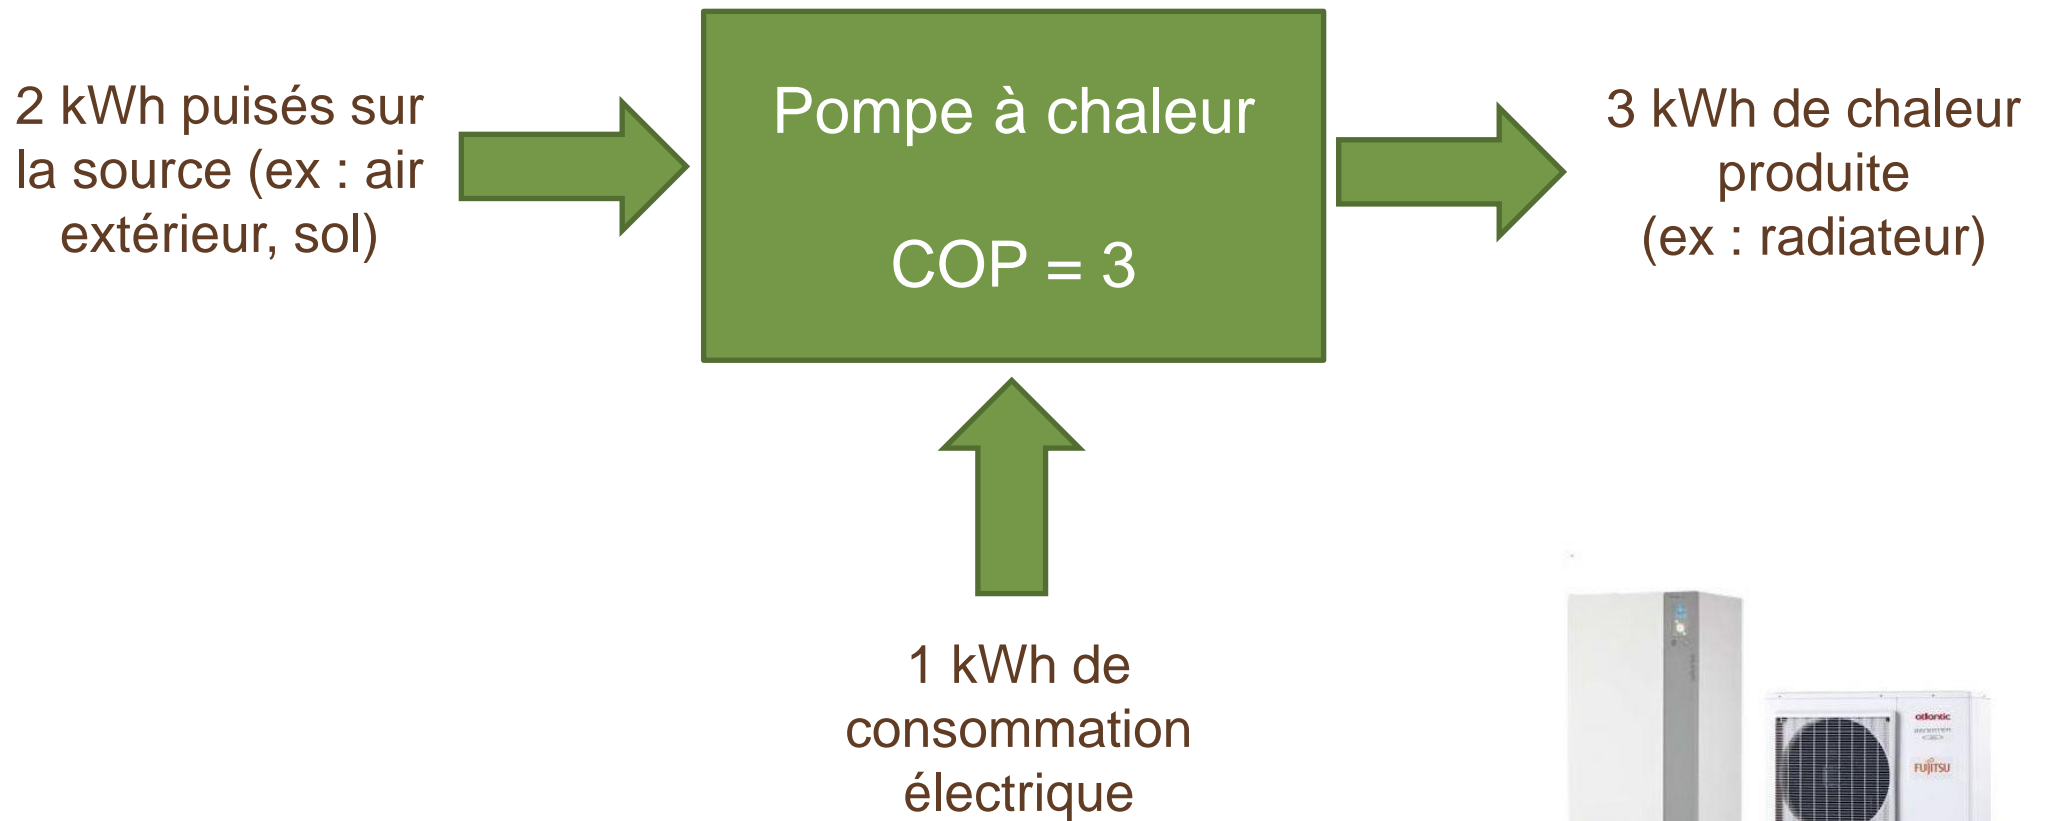 2 kWh puisés sur
la source (ex : air
extérieur, sol)
Pompe à chaleur
COP = 3
3 kWh de chaleur
produite
(ex : radiateur)
1 kWh de
consommation
électrique
atlantic
INVERTER
FUJITSU